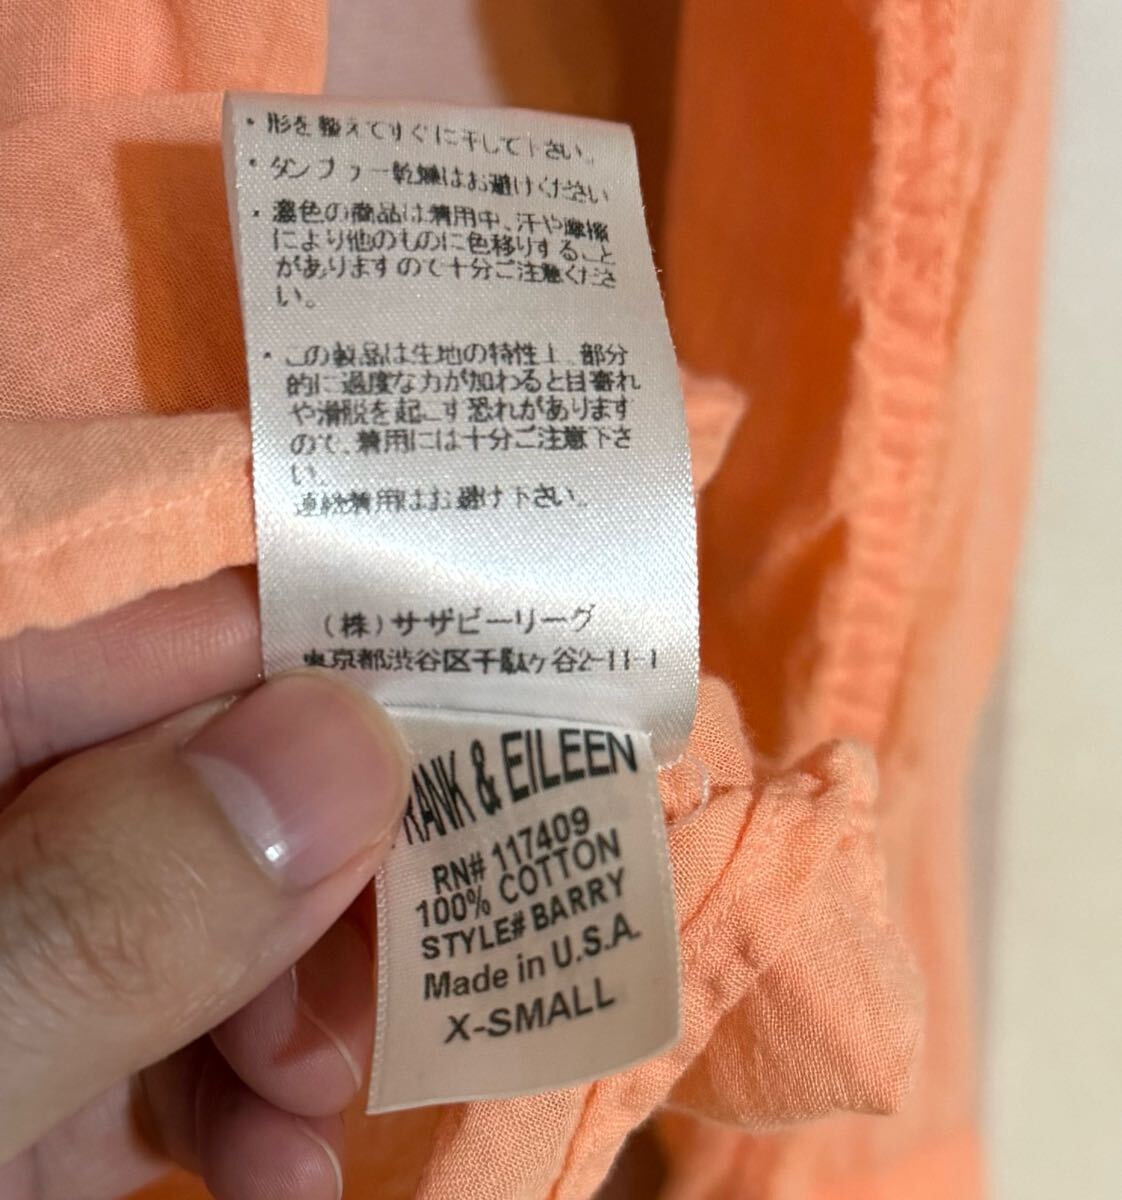 ・形を整えてすぐに干して下さい。
・タンブラー乾燥はお避けください
・濃色の商品は着用中、汗や摩擦
により他のものに色移りすること
がありますので十分ご注意くださ
い。
・この製品は生地の特性上、部分
的に過度な力が加わると目寄れ
や滑脱を起こす恐れがあります
ので、着用には十分ご注意下さ
い。
連続着用はお避け下さい。
(株)サザビーリーグ
東京都渋谷区千駄ヶ谷2-11-1
RANK & EILEEN
RN# 117409
100% COTTON
STYLE# BARRY
Made in U.S.A.
X-SMALL